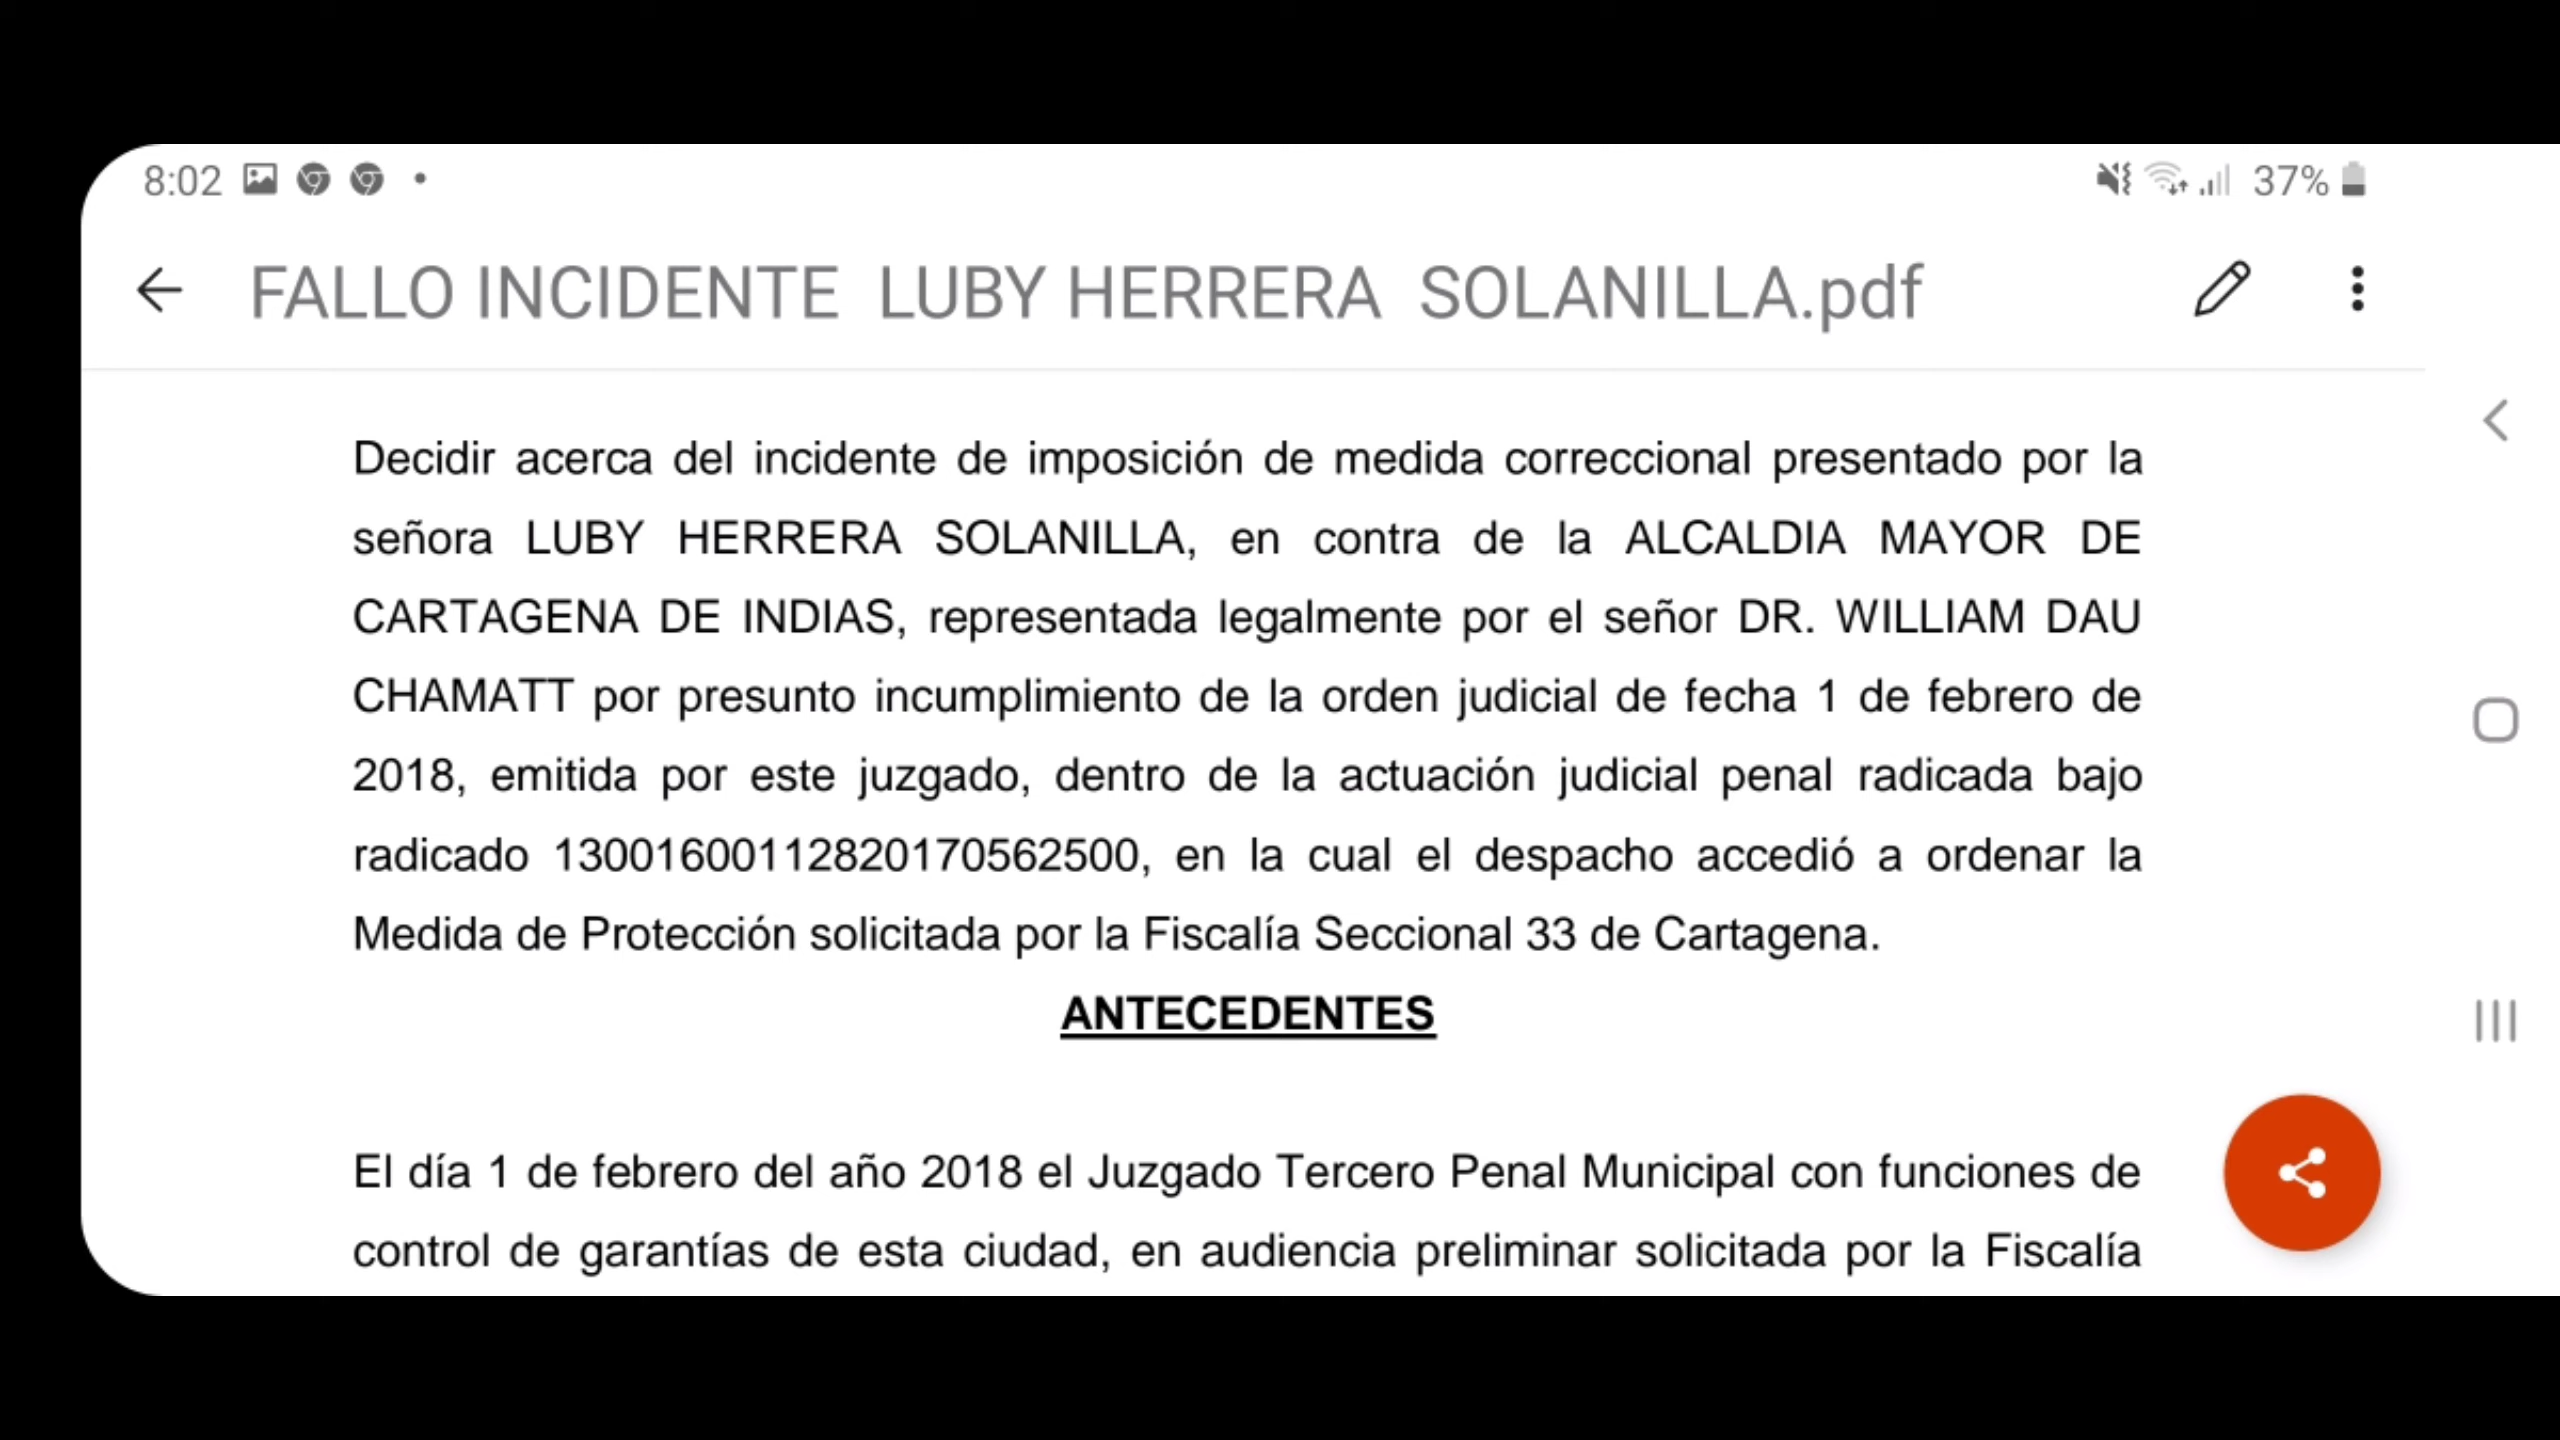 8:02 37%
FALLO INCIDENTE LUBY HERRERA SOLANILLA.pdf
Decidir acerca del incidente de imposición de medida correccional presentado por la
señora LUBY HERRERA SOLANILLA, en contra de la ALCALDIA MAYOR DE
CARTAGENA DE INDIAS, representada legalmente por el señor DR. WILLIAM DAU
CHAMATT por presunto incumplimiento de la orden judicial de fecha 1 de febrero de
2018, emitida por este juzgado, dentro de la actuación judicial penal radicada bajo
radicado 13001600112820170562500, en la cual el despacho accedió a ordenar la
Medida de Protección solicitada por la Fiscalía Seccional 33 de Cartagena.
ANTECEDENTES
El día 1 de febrero del año 2018 el Juzgado Tercero Penal Municipal con funciones de
control de garantías de esta ciudad, en audiencia preliminar solicitada por la Fiscalía